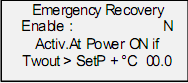 Emergency Recovery
Enable : N
Activ.At Power ON if
Twout > SetP + °C 00.0